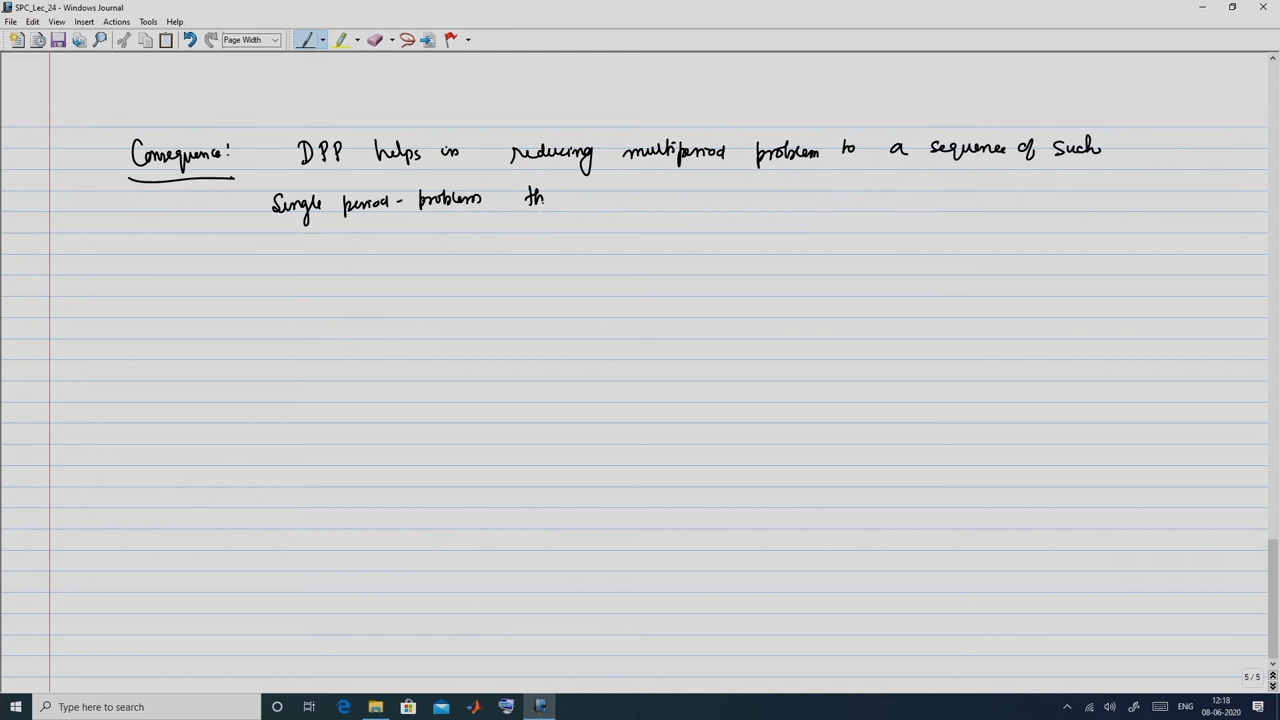 SPC_Lec_24 - Windows Journal
File Edit View Insert Actions Tools Help
Page Width
Consequence: DPP helps in reducing multiperiod problem to a sequence of such
Single period - problems th
5 / 5
Type here to search
ENG
12:18
08-06-2020